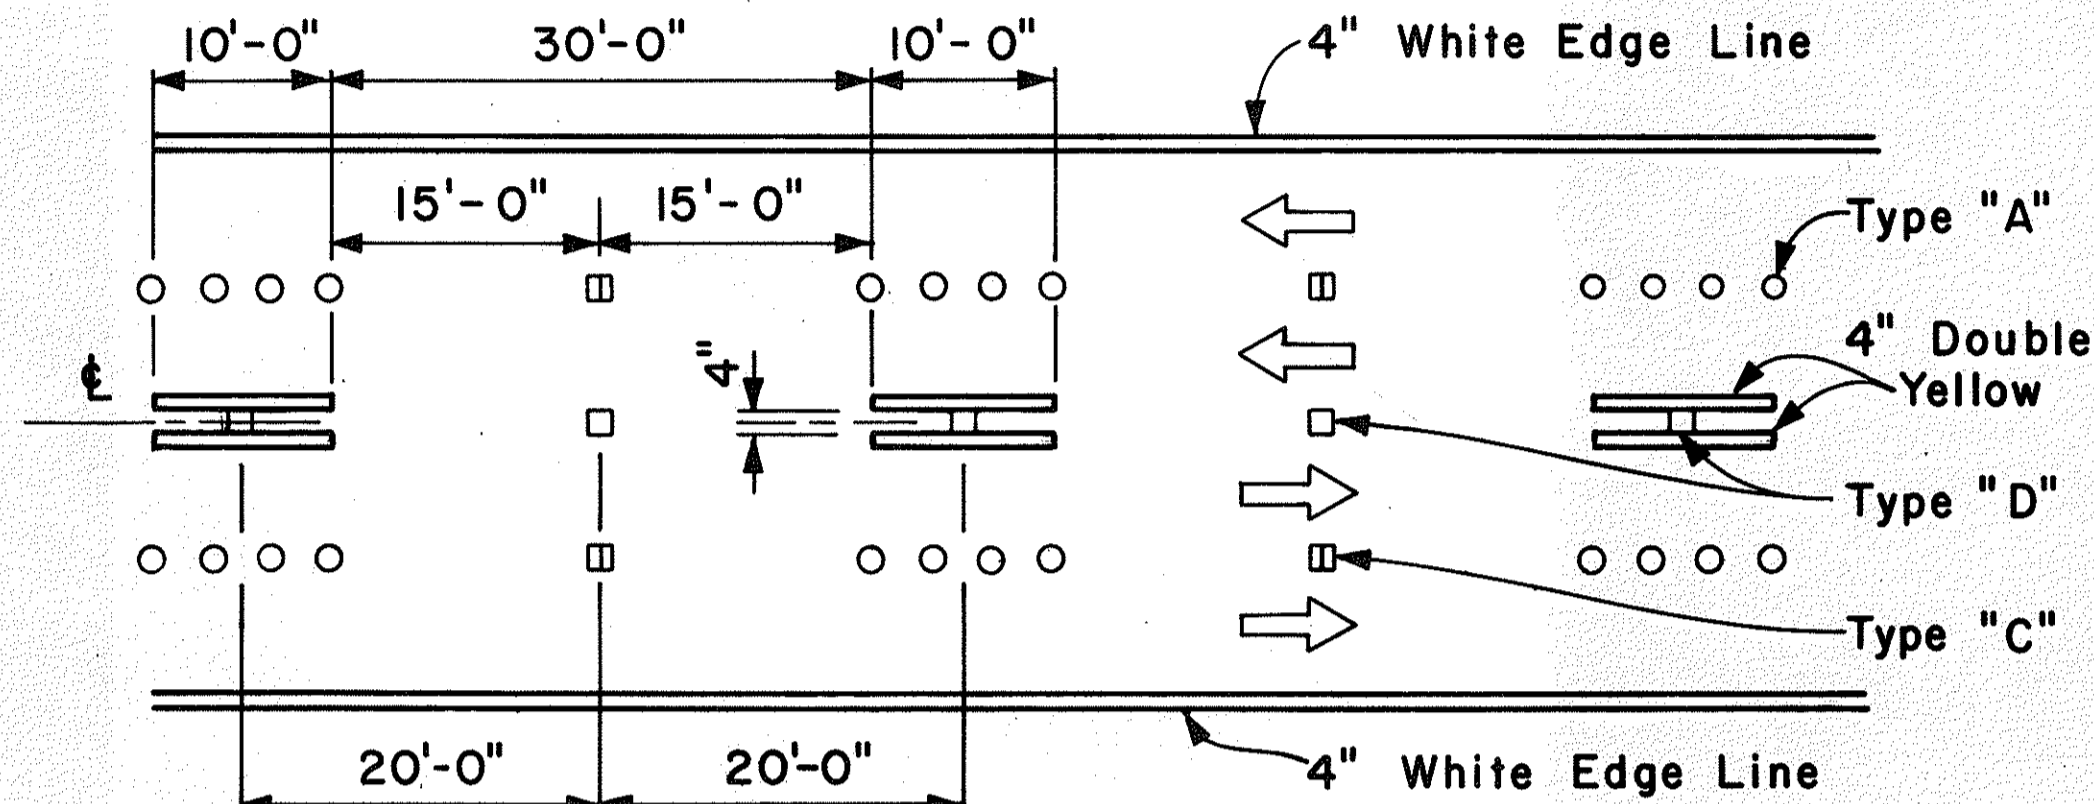 10'-0" 30'-0" 10'-0" 4" White Edge Line
15'-0" 15'-0" Type "A"
4" Double
Yellow
4"
℄
Type "D"
Type "C"
20'-0" 20'-0" 4" White Edge Line